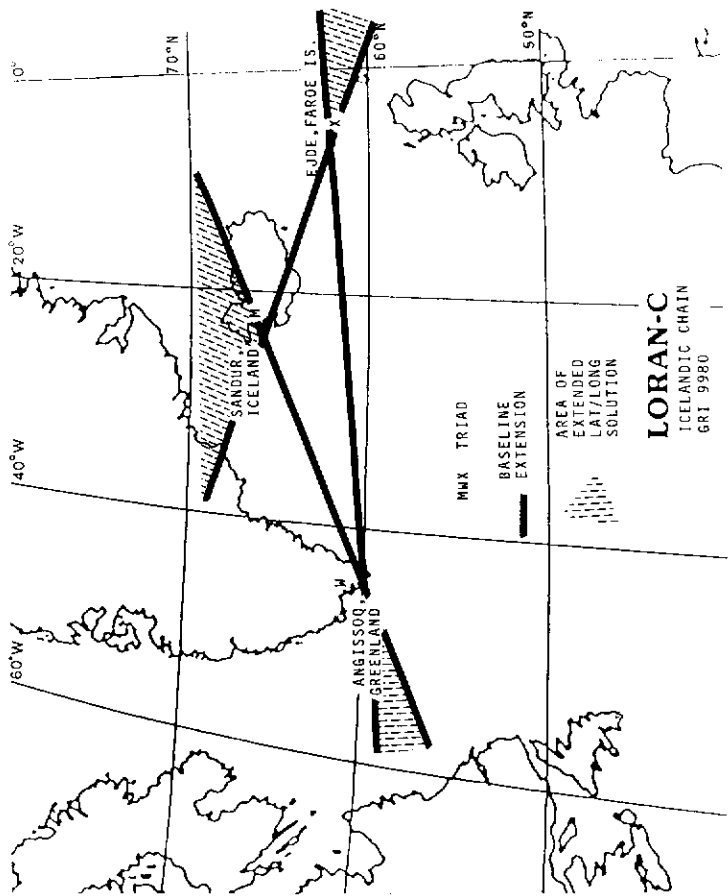 60°W
40°W
20°W
0°
70°N
60°N
50°N
SANDUR,
ICELAND
M
EJDE,FAROE IS.
X
W
ANGISSOQ,
GREENLAND
MWX TRIAD
BASELINE
EXTENSION
AREA OF
EXTENDED
LAT/LONG
SOLUTION
LORAN-C
ICELANDIC CHAIN
GRI 9980